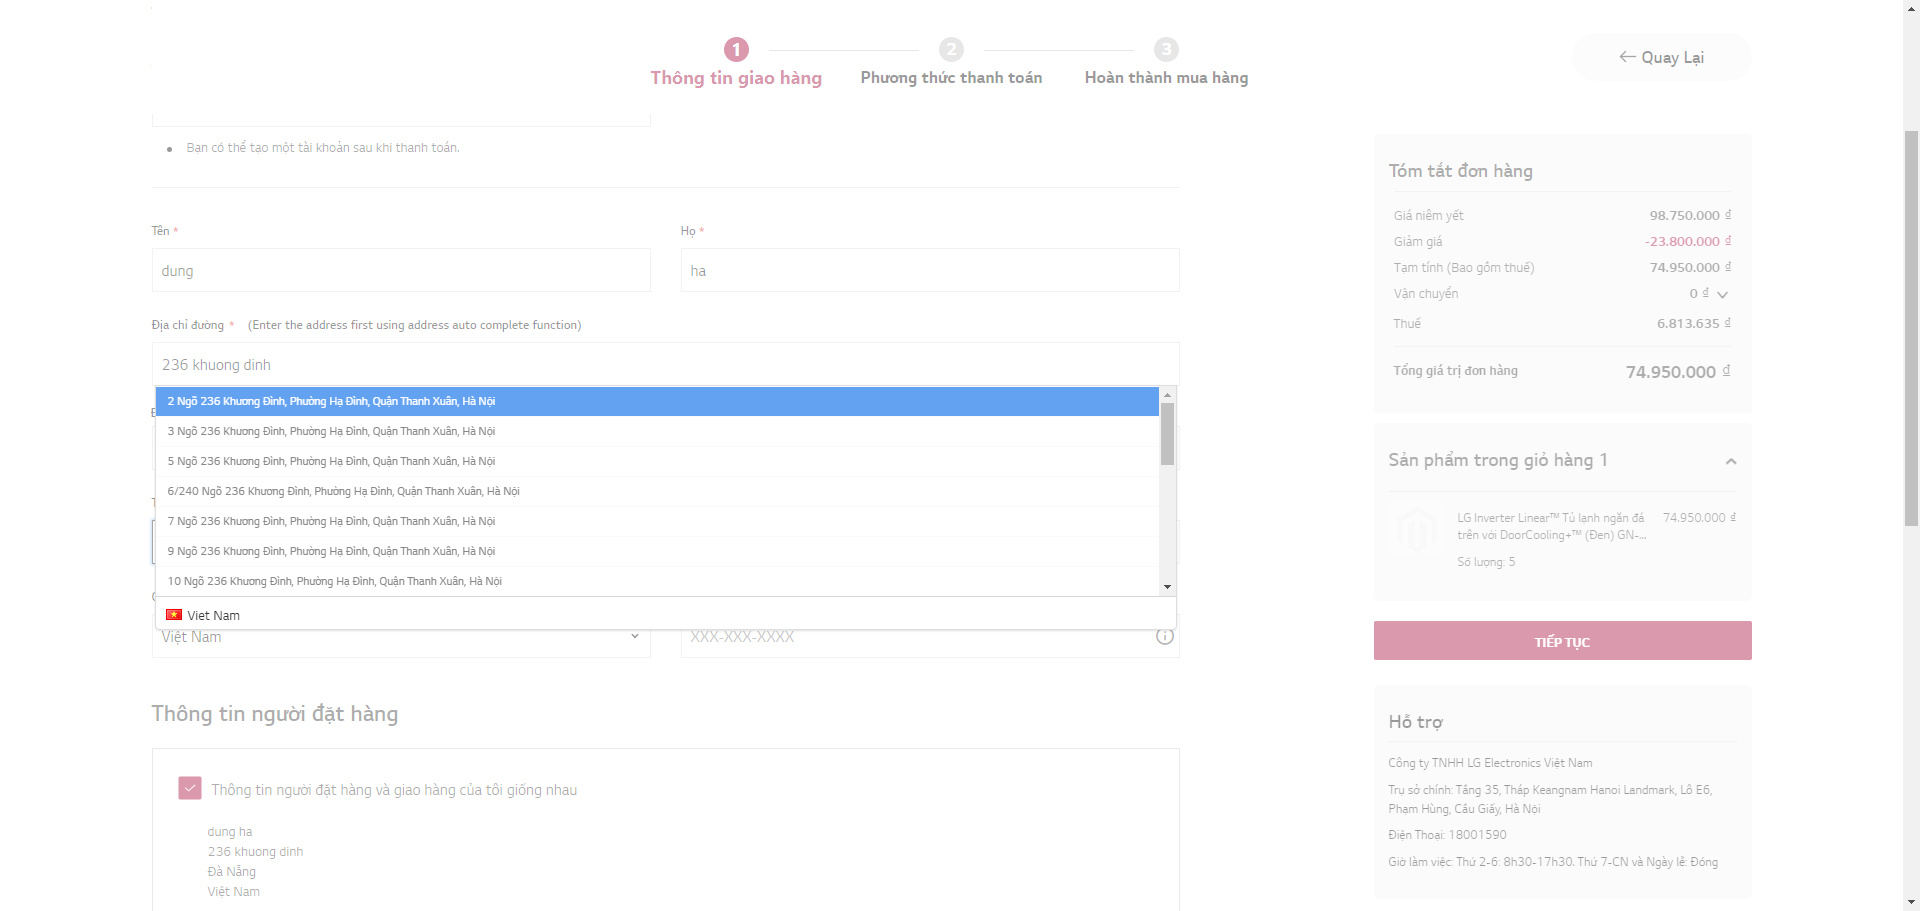 1
2
3
Thông tin giao hàng
Phương thức thanh toán
Hoàn thành mua hàng
← Quay Lại
Bạn có thể tạo một tài khoản sau khi thanh toán.
Tên *
Họ *
dung
ha
Địa chỉ đường * (Enter the address first using address auto complete function)
236 khuong dinh
2 Ngõ 236 Khương Đình, Phường Hạ Đình, Quận Thanh Xuân, Hà Nội
3 Ngõ 236 Khương Đình, Phường Hạ Đình, Quận Thanh Xuân, Hà Nội
5 Ngõ 236 Khương Đình, Phường Hạ Đình, Quận Thanh Xuân, Hà Nội
6/240 Ngõ 236 Khương Đình, Phường Hạ Đình, Quận Thanh Xuân, Hà Nội
7 Ngõ 236 Khương Đình, Phường Hạ Đình, Quận Thanh Xuân, Hà Nội
9 Ngõ 236 Khương Đình, Phường Hạ Đình, Quận Thanh Xuân, Hà Nội
10 Ngõ 236 Khương Đình, Phường Hạ Đình, Quận Thanh Xuân, Hà Nội
Viet Nam
Việt Nam
XXX-XXX-XXXX
Thông tin người đặt hàng
Thông tin người đặt hàng và giao hàng của tôi giống nhau
dung ha
236 khuong dinh
Đà Nẵng
Việt Nam
Tóm tắt đơn hàng
Giá niêm yết 98.750.000 ₫
Giảm giá -23.800.000 ₫
Tạm tính (Bao gồm thuế) 74.950.000 ₫
Vận chuyển 0 ₫
Thuế 6.813.635 ₫
Tổng giá trị đơn hàng 74.950.000 ₫
Sản phẩm trong giỏ hàng 1
LG Inverter Linear™ Tủ lạnh ngăn đá 74.950.000 ₫
trên với DoorCooling+™ (Đen) GN-...
Số lượng: 5
TIẾP TỤC
Hỗ trợ
Công ty TNHH LG Electronics Việt Nam
Trụ sở chính: Tầng 35, Tháp Keangnam Hanoi Landmark, Lô E6,
Phạm Hùng, Cầu Giấy, Hà Nội
Điện Thoại: 18001590
Giờ làm việc: Thứ 2-6: 8h30-17h30. Thứ 7-CN và Ngày lễ: Đóng